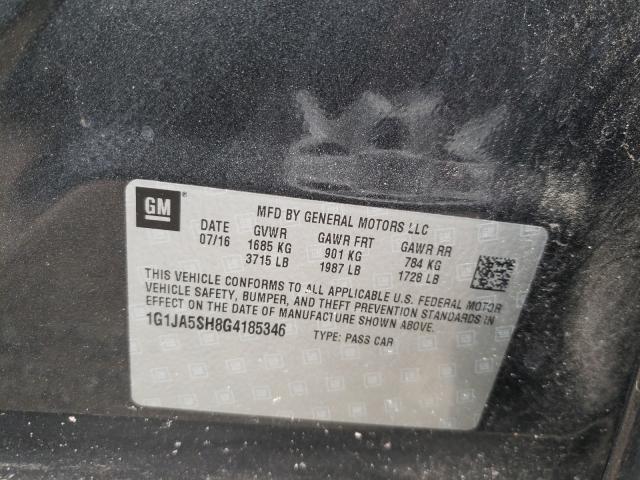 GM ®
MFD BY GENERAL MOTORS LLC
DATE GVWR GAWR FRT GAWR RR
07/16 1685 KG 901 KG 784 KG
3715 LB 1987 LB 1728 LB
THIS VEHICLE CONFORMS TO ALL APPLICABLE U.S. FEDERAL MOTOR
VEHICLE SAFETY, BUMPER, AND THEFT PREVENTION STANDARDS
IN EFFECT ON THE DATE OF MANUFACTURE SHOWN ABOVE.
1G1JA5SH8G4185346 TYPE: PASS CAR